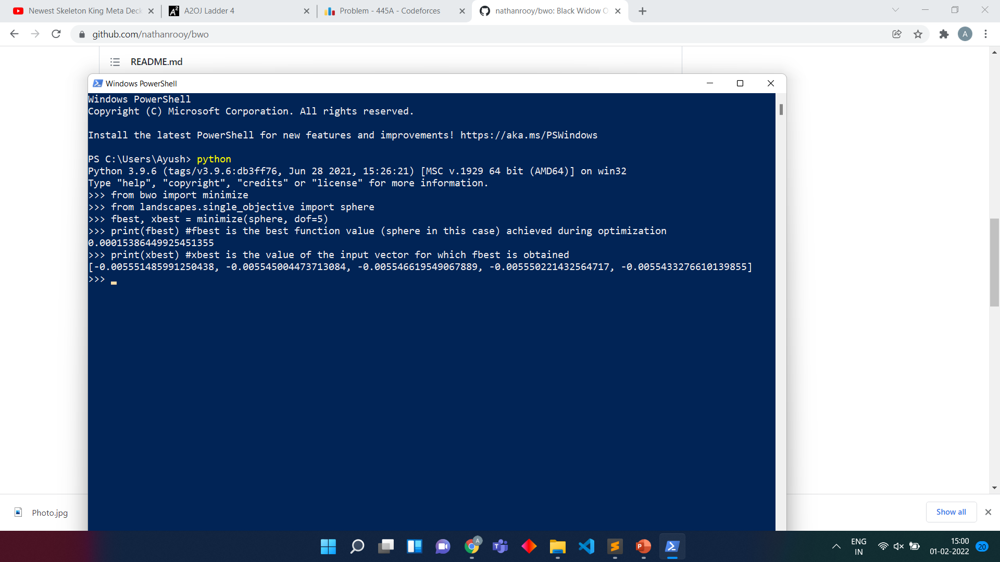 Newest Skeleton King Meta Deck
A2OJ Ladder 4
Problem - 445A - Codeforces
nathanrooy/bwo: Black Widow O
github.com/nathanrooy/bwo
A
README.md
Windows PowerShell
Windows PowerShell
Copyright (C) Microsoft Corporation. All rights reserved.
Install the latest PowerShell for new features and improvements! https://aka.ms/PSWindows
PS C:\Users\Ayush> python
Python 3.9.6 (tags/v3.9.6:db3ff76, Jun 28 2021, 15:26:21) [MSC v.1929 64 bit (AMD64)] on win32
Type "help", "copyright", "credits" or "license" for more information.
>>> from bwo import minimize
>>> from landscapes.single_objective import sphere
>>> fbest, xbest = minimize(sphere, dof=5)
>>> print(fbest) #fbest is the best function value (sphere in this case) achieved during optimization
0.00015386449925451355
>>> print(xbest) #xbest is the value of the input vector for which fbest is obtained
[-0.005551485991250438, -0.005545004473713084, -0.005546619549067889, -0.005550221432564717, -0.0055433276610139855]
>>>
Photo.jpg
Show all
ENG
IN
15:00
01-02-2022
20